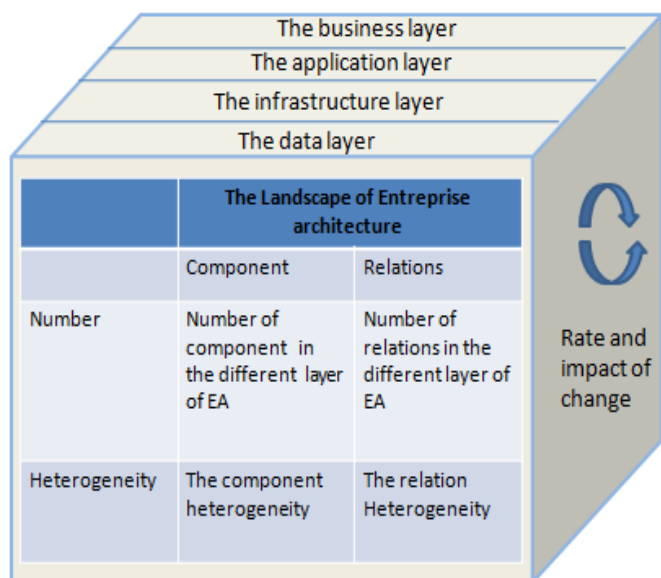 The business layer
The application layer
The infrastructure layer
The data layer
The Landscape of Entreprise
architecture
Component
Relations
Number
Number of
component in
the different layer
of EA
Number of
relations in the
different layer of
EA
Heterogeneity
The component
heterogeneity
The relation
Heterogeneity
Rate and
impact of
change